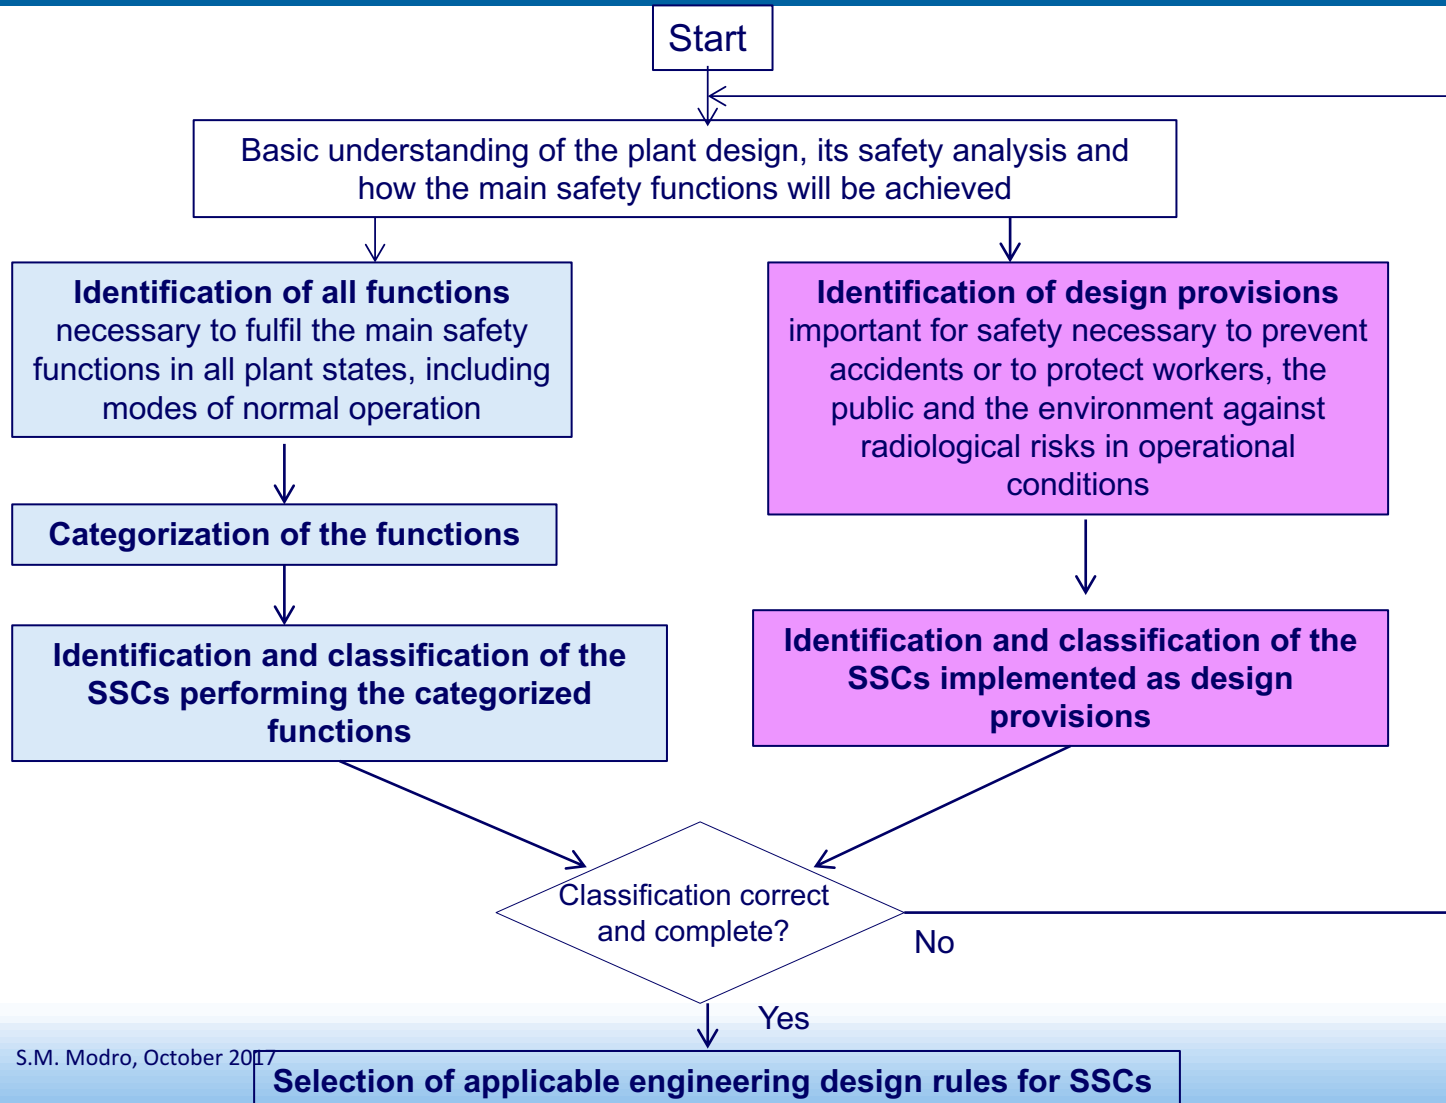 Start
Basic understanding of the plant design, its safety analysis and
how the main safety functions will be achieved
Identification of all functions
necessary to fulfil the main safety
functions in all plant states, including
modes of normal operation
Identification of design provisions
important for safety necessary to prevent
accidents or to protect workers, the
public and the environment against
radiological risks in operational
conditions
Categorization of the functions
Identification and classification of the
SSCs performing the categorized
functions
Identification and classification of the
SSCs implemented as design
provisions
Classification correct
and complete?
No
Yes
S.M. Modro, October 2017
Selection of applicable engineering design rules for SSCs